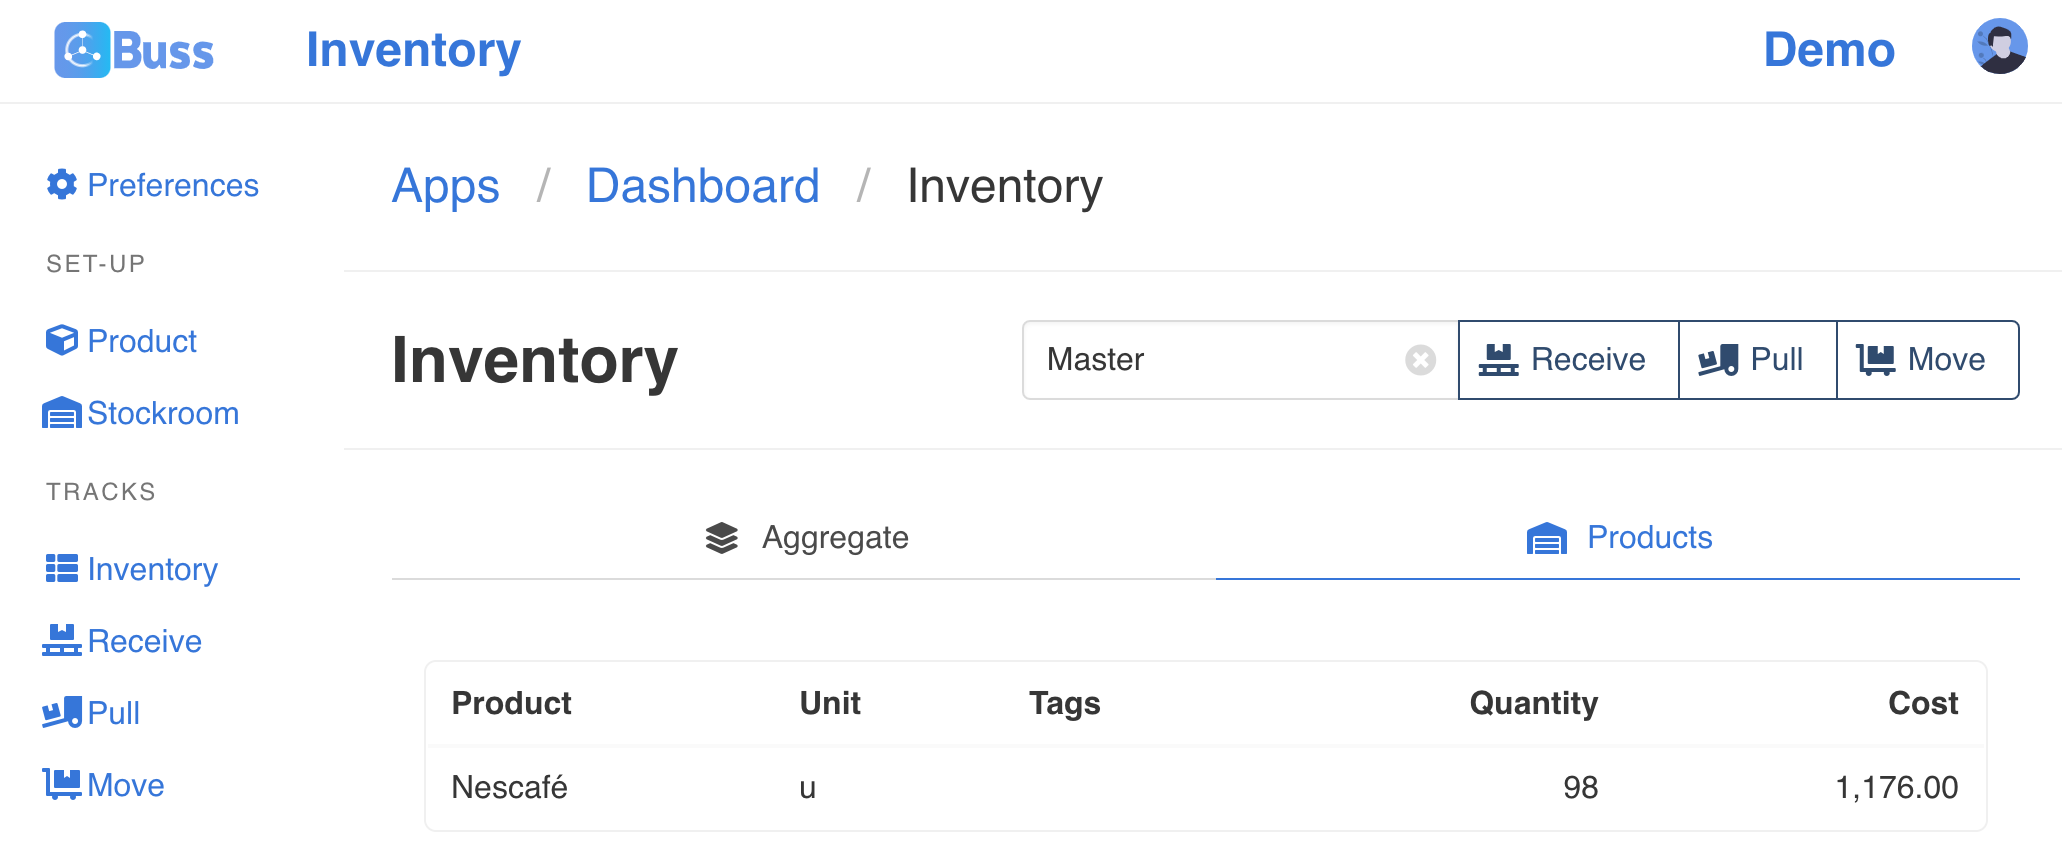 Buss Inventory Demo
Preferences
SET-UP
Product
Stockroom
TRACKS
Inventory
Receive
Pull
Move
Apps / Dashboard / Inventory
Inventory
Master Receive Pull Move
Aggregate Products
Product Unit Tags Quantity Cost
Nescafé u 98 1,176.00